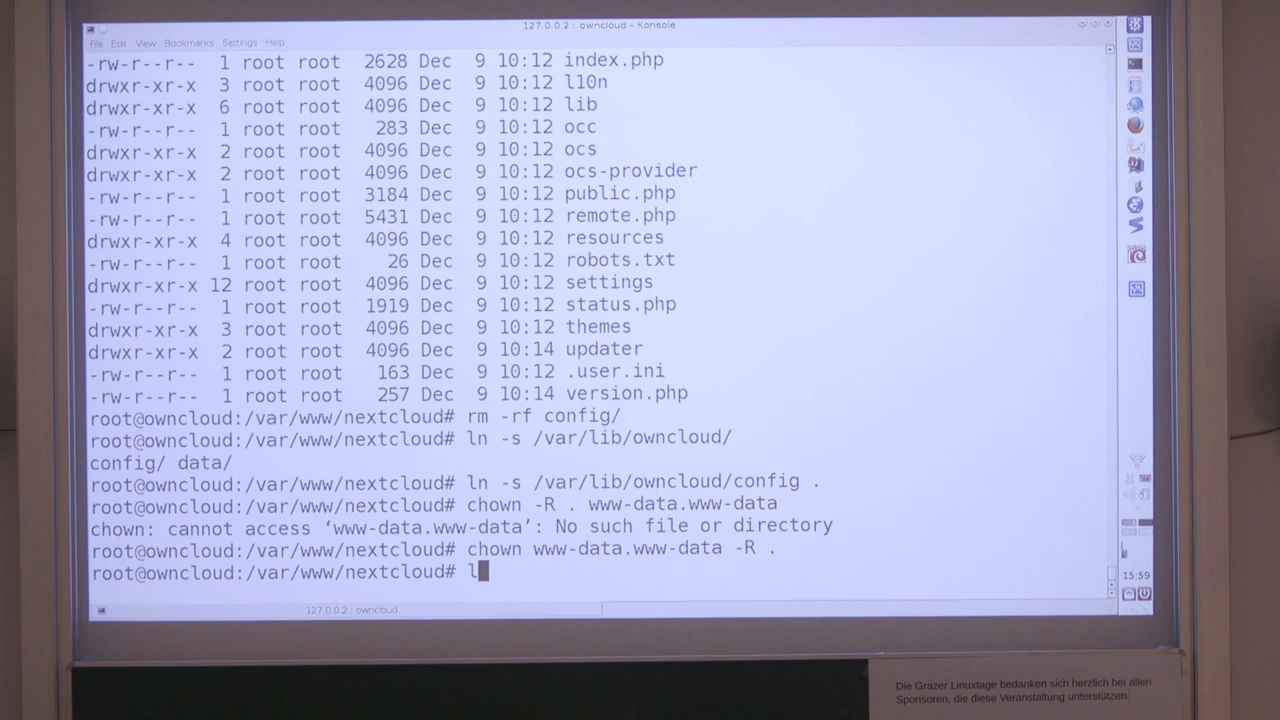 127.0.0.2 : owncloud – Konsole
File Edit View Bookmarks Settings Help
-rw-r--r-- 1 root root 2628 Dec 9 10:12 index.php
drwxr-xr-x 3 root root 4096 Dec 9 10:12 l10n
drwxr-xr-x 6 root root 4096 Dec 9 10:12 lib
-rw-r--r-- 1 root root 283 Dec 9 10:12 occ
drwxr-xr-x 2 root root 4096 Dec 9 10:12 ocs
drwxr-xr-x 2 root root 4096 Dec 9 10:12 ocs-provider
-rw-r--r-- 1 root root 3184 Dec 9 10:12 public.php
-rw-r--r-- 1 root root 5431 Dec 9 10:12 remote.php
drwxr-xr-x 4 root root 4096 Dec 9 10:12 resources
-rw-r--r-- 1 root root 26 Dec 9 10:12 robots.txt
drwxr-xr-x 12 root root 4096 Dec 9 10:12 settings
-rw-r--r-- 1 root root 1919 Dec 9 10:12 status.php
drwxr-xr-x 3 root root 4096 Dec 9 10:12 themes
drwxr-xr-x 2 root root 4096 Dec 9 10:14 updater
-rw-r--r-- 1 root root 163 Dec 9 10:12 .user.ini
-rw-r--r-- 1 root root 257 Dec 9 10:14 version.php
root@owncloud:/var/www/nextcloud# rm -rf config/
root@owncloud:/var/www/nextcloud# ln -s /var/lib/owncloud/
config/ data/
root@owncloud:/var/www/nextcloud# ln -s /var/lib/owncloud/config .
root@owncloud:/var/www/nextcloud# chown -R . www-data.www-data
chown: cannot access ‘www-data.www-data’: No such file or directory
root@owncloud:/var/www/nextcloud# chown www-data.www-data -R .
root@owncloud:/var/www/nextcloud# l
15:59
127.0.0.2 : owncloud
Die Grazer Linuxtage bedanken sich herzlich bei allen
Sponsoren, die diese Veranstaltung unterstützen: